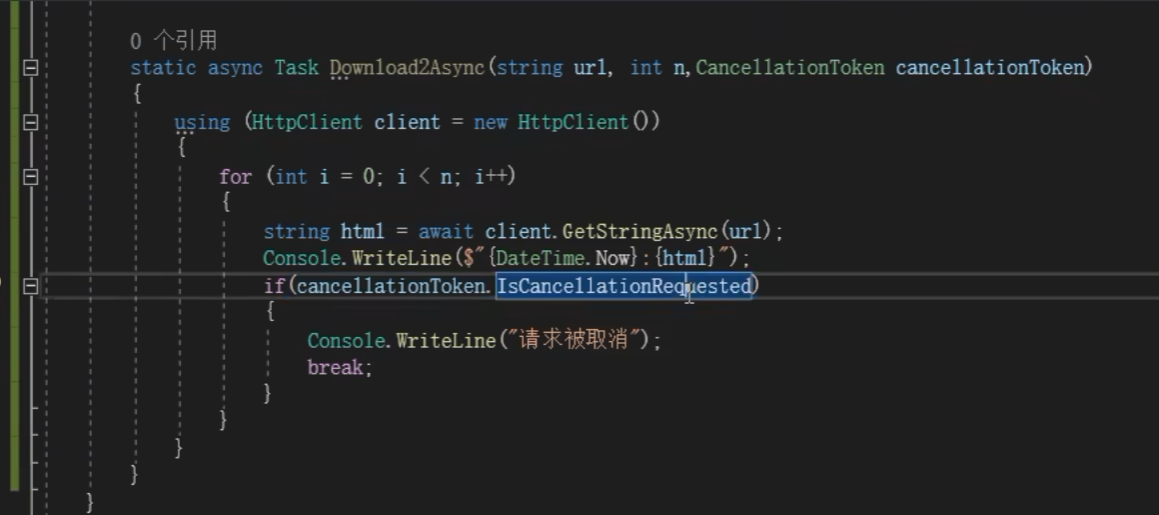 0 个引用
static async Task Download2Async(string url, int n,CancellationToken cancellationToken)
{
using (HttpClient client = new HttpClient())
{
for (int i = 0; i < n; i++)
{
string html = await client.GetStringAsync(url);
Console.WriteLine($"{DateTime.Now}:{html}");
if(cancellationToken.IsCancellationRequested)
{
Console.WriteLine("请求被取消");
break;
}
}
}
}
}